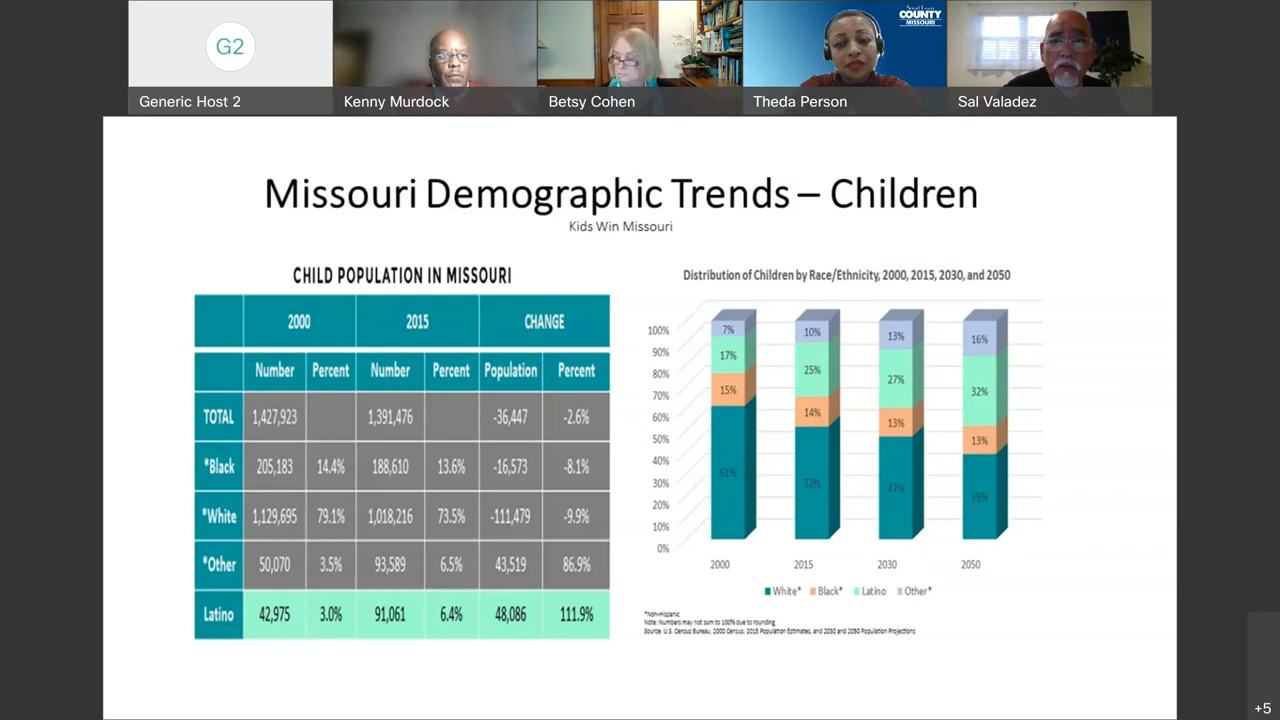 G2
Generic Host 2
Kenny Murdock
Betsy Cohen
Saint Louis
COUNTY
MISSOURI
Theda Person
Sal Valadez
Missouri Demographic Trends – Children
Kids Win Missouri
CHILD POPULATION IN MISSOURI
2000 2015 CHANGE
Number Percent Number Percent Population Percent
TOTAL 1,427,923 1,391,476 -36,447 -2.6%
*Black 205,183 14.4% 188,610 13.6% -16,573 -8.1%
*White 1,129,695 79.1% 1,018,216 73.5% -111,479 -9.9%
*Other 50,070 3.5% 93,589 6.5% 43,519 86.9%
Latino 42,975 3.0% 91,061 6.4% 48,086 111.9%
Distribution of Children by Race/Ethnicity, 2000, 2015, 2030, and 2050
100%
90%
80%
70%
60%
50%
40%
30%
20%
10%
0%
7% 10% 13% 16%
17% 25% 27% 32%
15% 14% 13% 13%
61% 52% 47% 39%
2000 2015 2030 2050
White* Black* Latino Other*
*Non-Hispanic
Note: Numbers may not sum to 100% due to rounding.
Source: U.S. Census Bureau, 2000 Census, 2015 Population Estimates, and 2030 and 2050 Population Projections
+5